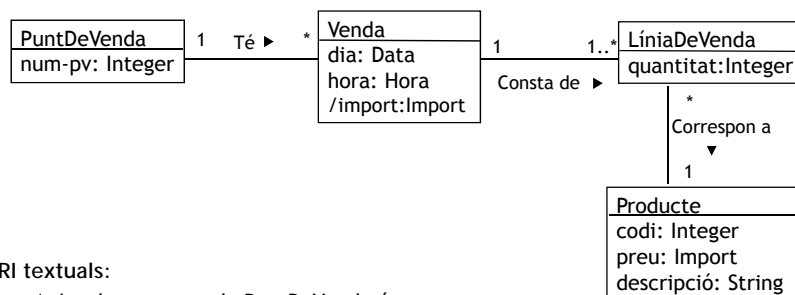 PuntDeVenda
num-pv: Integer
1 Té ► *
Venda
dia: Data
hora: Hora
/import:Import
1 1..*
Consta de ►
LíniaDeVenda
quantitat:Integer
*
Correspon a
▼
1
Producte
codi: Integer
preu: Import
descripció: String
RI textuals: